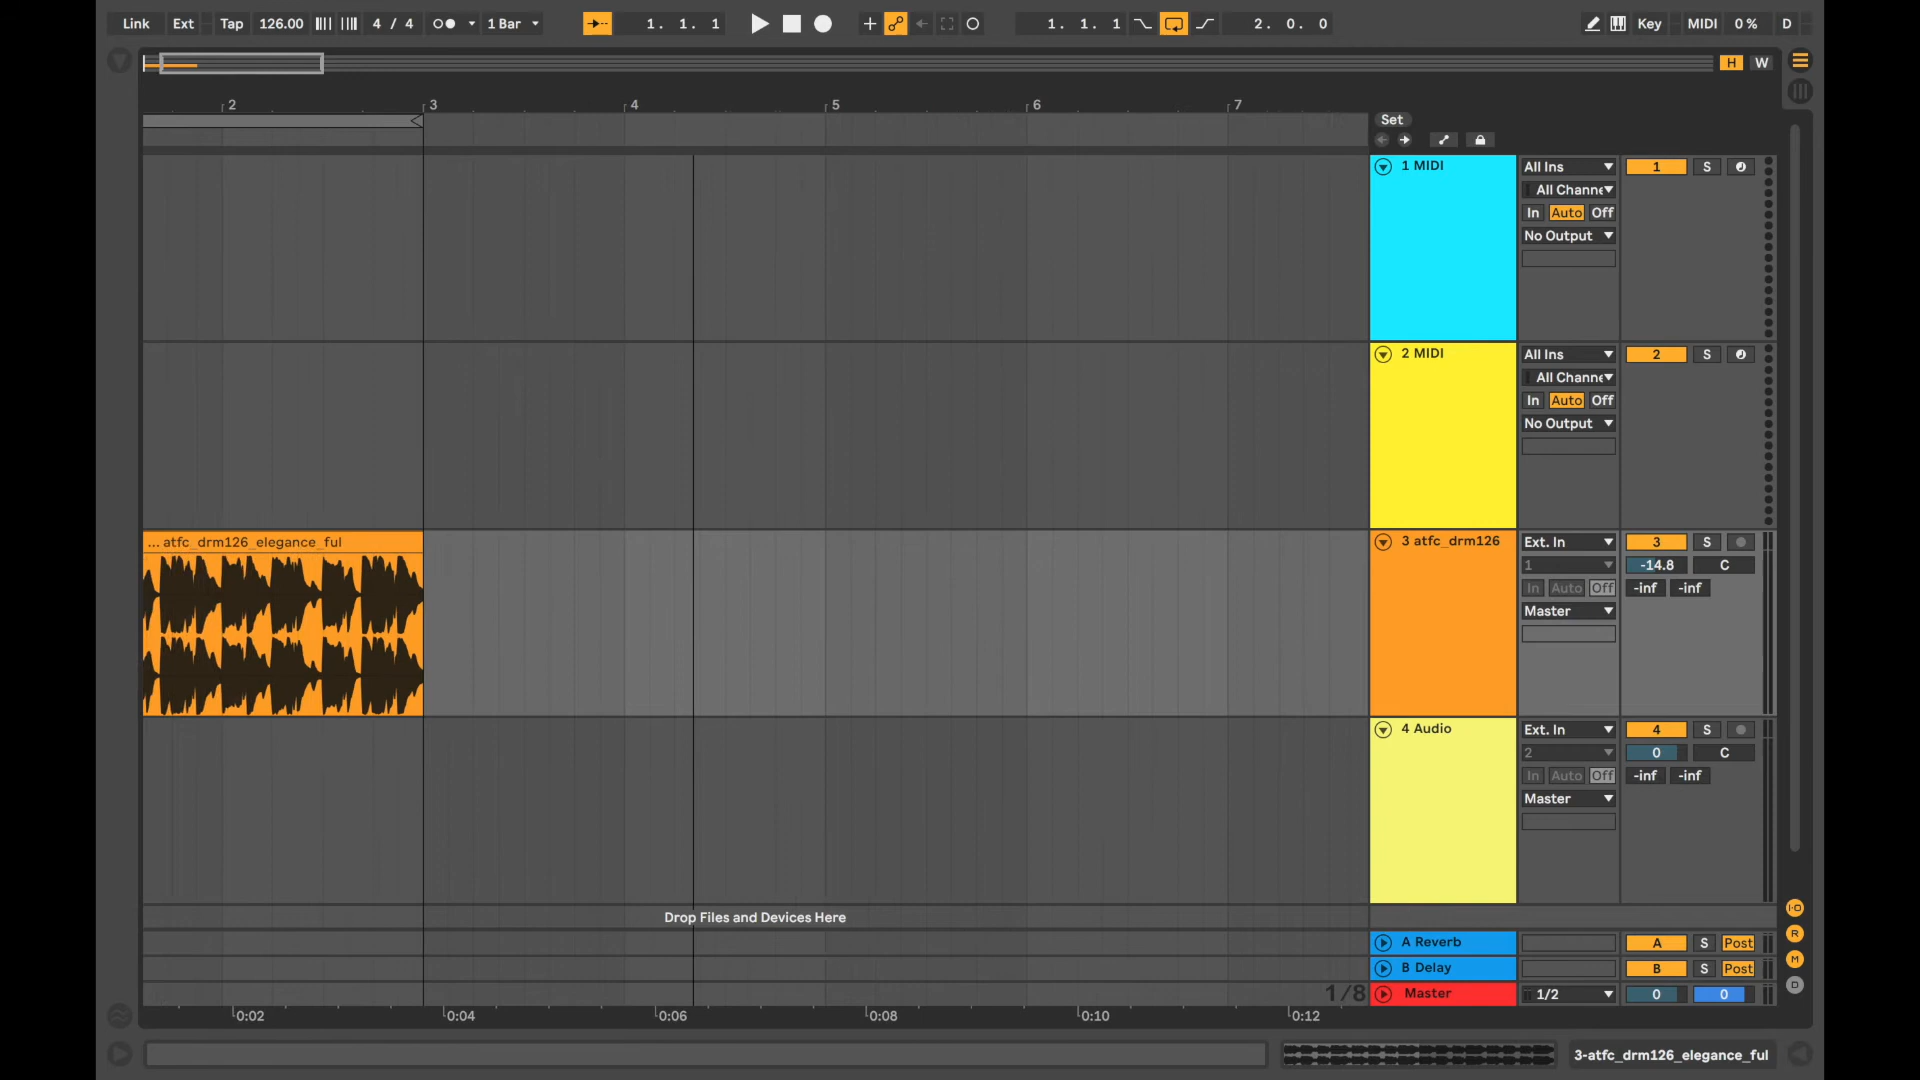 Link Ext Tap 126.00 4 / 4 1 Bar 1. 1. 1 1. 1. 1 2. 0. 0 Key MIDI 0 % D
H W
2 3 4 5 6 7
Set
1 MIDI All Ins 1 S
All Channe
In Auto Off
No Output
2 MIDI All Ins 2 S
All Channe
In Auto Off
No Output
... atfc_drm126_elegance_ful 3 atfc_drm126 Ext. In 3 S
1 -14.8 C
In Auto Off -inf -inf
Master
4 Audio Ext. In 4 S
2 0 C
In Auto Off -inf -inf
Master
Drop Files and Devices Here
I-O
A Reverb A S Post R
B Delay B S Post M
1/8 Master 1/2 0 0 D
0:02 0:04 0:06 0:08 0:10 0:12
3-atfc_drm126_elegance_ful